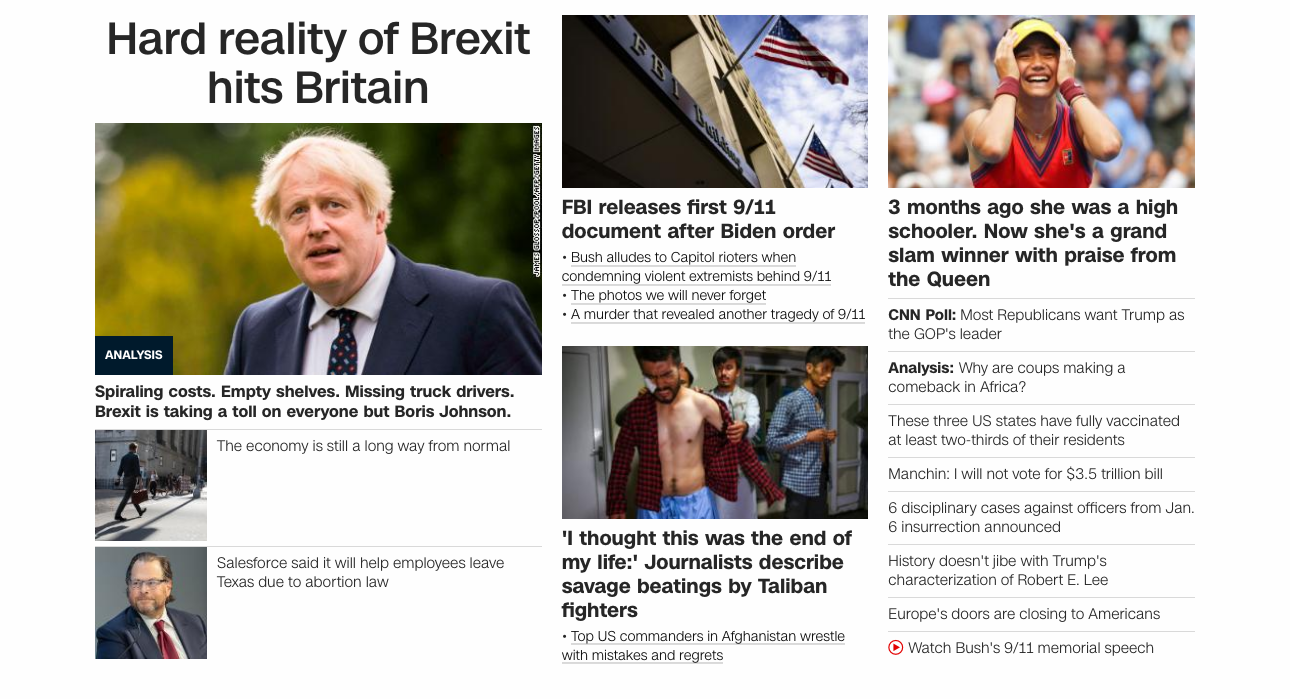 Hard reality of Brexit
hits Britain
JAMES GLOSSOP/POOL/AFP/GETTY IMAGES
ANALYSIS
Spiraling costs. Empty shelves. Missing truck drivers.
Brexit is taking a toll on everyone but Boris Johnson.
The economy is still a long way from normal
Salesforce said it will help employees leave
Texas due to abortion law
FBI Building
FBI releases first 9/11
document after Biden order
• Bush alludes to Capitol rioters when
condemning violent extremists behind 9/11
• The photos we will never forget
• A murder that revealed another tragedy of 9/11
'I thought this was the end of
my life:' Journalists describe
savage beatings by Taliban
fighters
• Top US commanders in Afghanistan wrestle
with mistakes and regrets
3 months ago she was a high
schooler. Now she's a grand
slam winner with praise from
the Queen
CNN Poll: Most Republicans want Trump as
the GOP's leader
Analysis: Why are coups making a
comeback in Africa?
These three US states have fully vaccinated
at least two-thirds of their residents
Manchin: I will not vote for $3.5 trillion bill
6 disciplinary cases against officers from Jan.
6 insurrection announced
History doesn't jibe with Trump's
characterization of Robert E. Lee
Europe's doors are closing to Americans
Watch Bush's 9/11 memorial speech